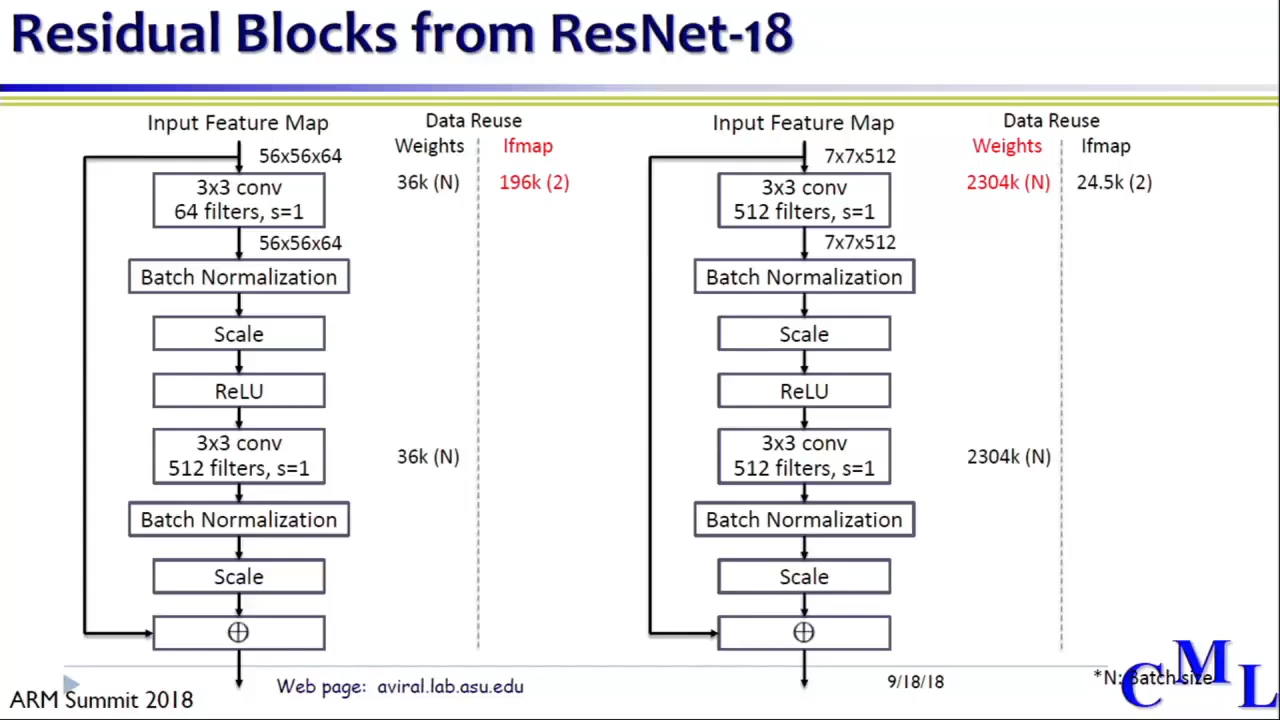 Residual Blocks from ResNet-18
Input Feature Map
Data Reuse
Weights
Ifmap
56x56x64
3x3 conv
64 filters, s=1
36k (N)
196k (2)
56x56x64
Batch Normalization
Scale
ReLU
3x3 conv
512 filters, s=1
36k (N)
Batch Normalization
Scale
⊕
Input Feature Map
Data Reuse
Weights
Ifmap
7x7x512
3x3 conv
512 filters, s=1
2304k (N)
24.5k (2)
7x7x512
Batch Normalization
Scale
ReLU
3x3 conv
512 filters, s=1
2304k (N)
Batch Normalization
Scale
⊕
ARM Summit 2018
Web page: aviral.lab.asu.edu
9/18/18
*N: Batch size
CML